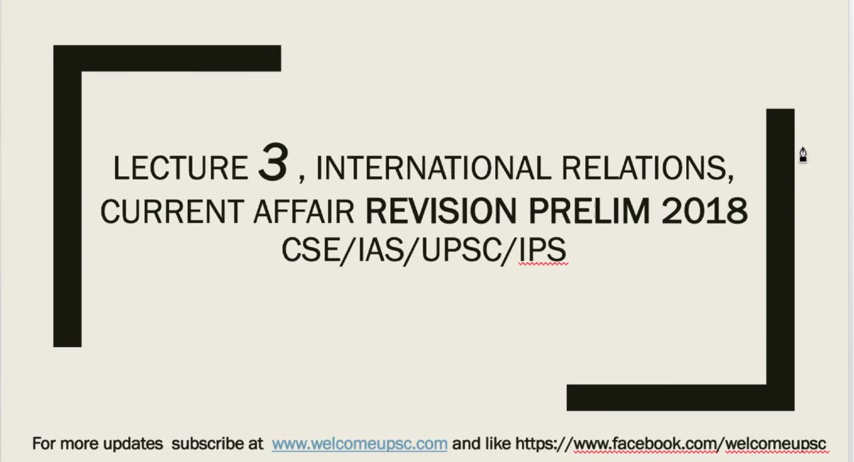 LECTURE 3 , INTERNATIONAL RELATIONS,
CURRENT AFFAIR REVISION PRELIM 2018
CSE/IAS/UPSC/IPS
For more updates subscribe at www.welcomeupsc.com and like https://www.facebook.com/welcomeupsc